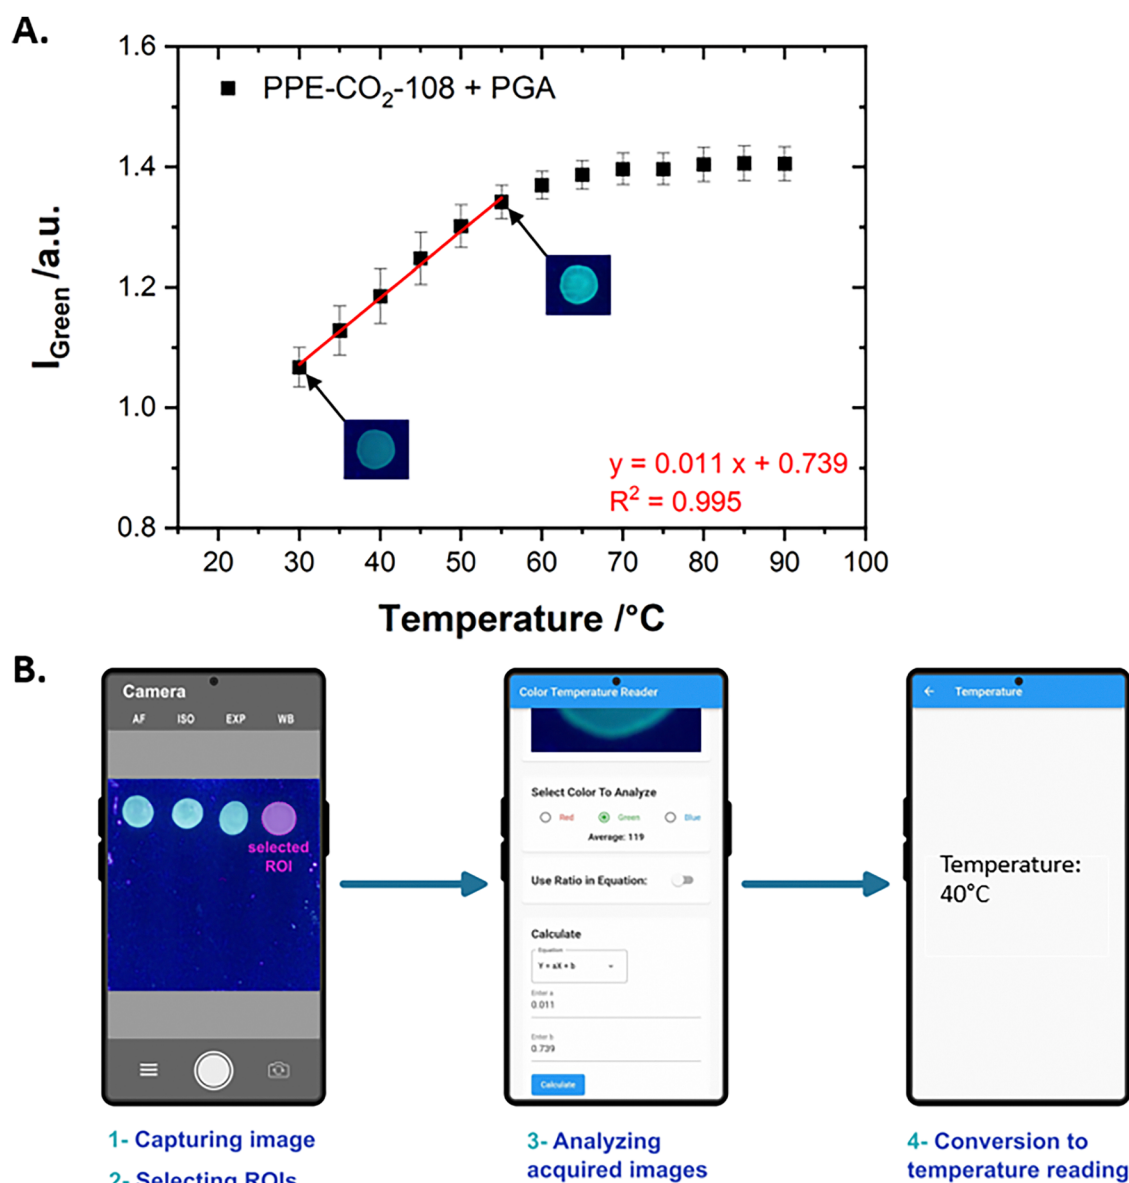 A.
1.6
1.4
1.2
1.0
0.8
I_Green /a.u.
PPE-CO₂-108 + PGA
y = 0.011 x + 0.739
R² = 0.995
20 30 40 50 60 70 80 90 100
Temperature /°C
B.
Camera
AF ISO EXP WB
selected
ROI
1- Capturing image
2- Selecting ROIs
Color Temperature Reader
Select Color To Analyze
Red Green Blue
Average: 119
Use Ratio in Equation:
Calculate
Equation
Y = aX + b
Enter a
0.011
Enter b
0.739
Calculate
3- Analyzing
acquired images
Temperature
Temperature:
40°C
4- Conversion to
temperature reading